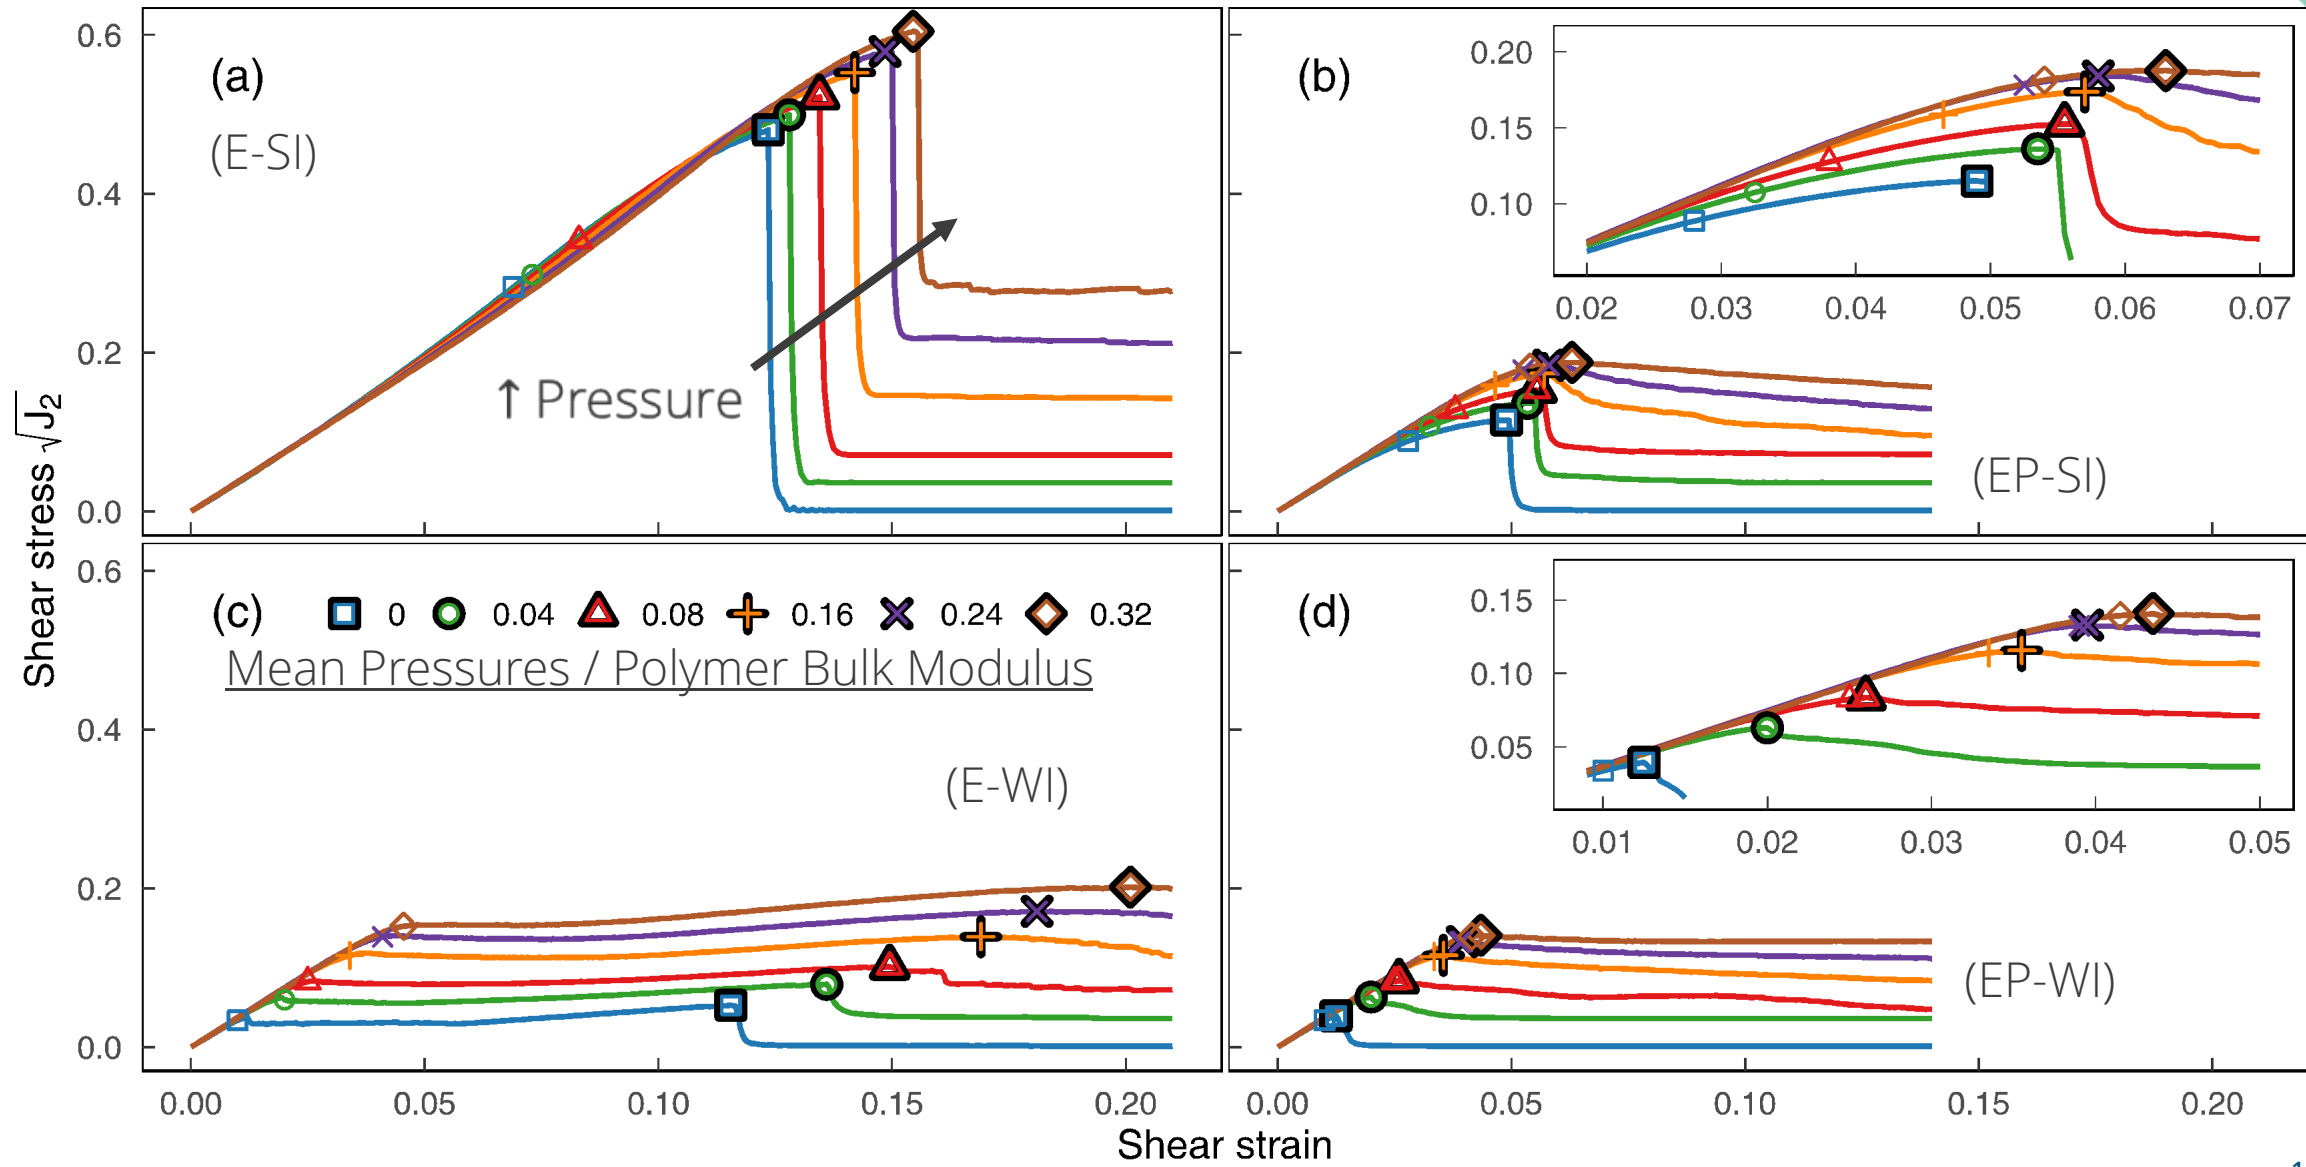 0.6
0.4
0.2
0.0
(a)
(E-SI)
↑ Pressure
(b)
0.20
0.15
0.10
0.02 0.03 0.04 0.05 0.06 0.07
(EP-SI)
Shear stress √J2
0.6
0.4
0.2
0.0
(c) 0 0.04 0.08 0.16 0.24 0.32
Mean Pressures / Polymer Bulk Modulus
(E-WI)
(d)
0.15
0.10
0.05
0.01 0.02 0.03 0.04 0.05
(EP-WI)
0.00 0.05 0.10 0.15 0.20
0.00 0.05 0.10 0.15 0.20
Shear strain